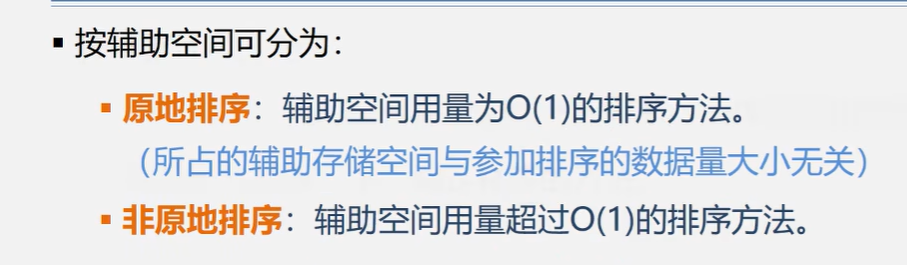 ▪ 按辅助空间可分为：
▪ 原地排序：辅助空间用量为O(1)的排序方法。
（所占的辅助存储空间与参加排序的数据量大小无关）
▪ 非原地排序：辅助空间用量超过O(1)的排序方法。